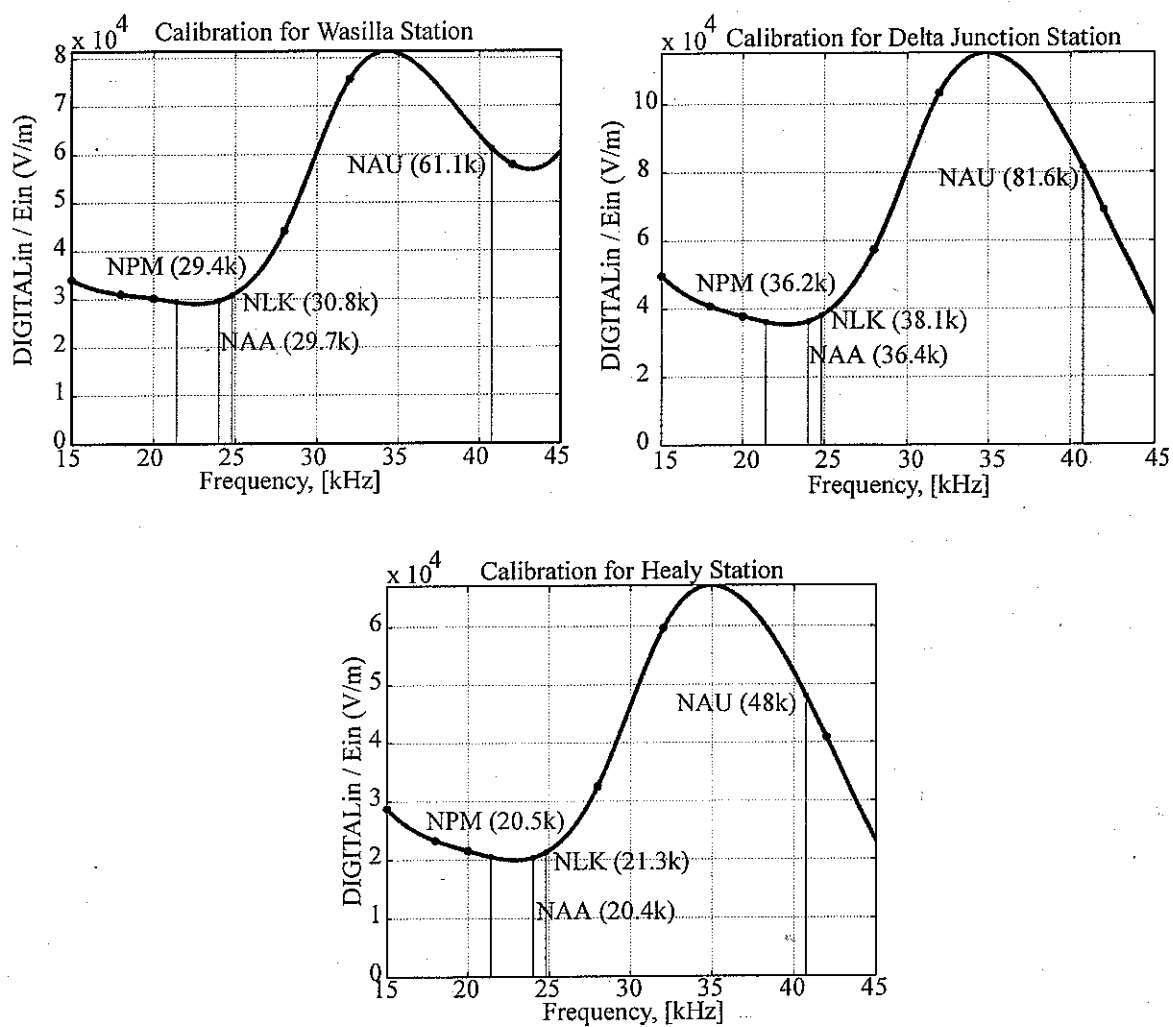 x 10^4 Calibration for Wasilla Station
8
7
6
5
4
3
2
1
0
DIGITALin / Ein (V/m)
NAU (61.1k)
NPM (29.4k)
NLK (30.8k)
NAA (29.7k)
15 20 25 30 35 40 45
Frequency, [kHz]
x 10^4 Calibration for Delta Junction Station
10
8
6
4
2
0
DIGITALin / Ein (V/m)
NAU (81.6k)
NPM (36.2k)
NLK (38.1k)
NAA (36.4k)
15 20 25 30 35 40 45
Frequency, [kHz]
x 10^4 Calibration for Healy Station
6
5
4
3
2
1
0
DIGITALin / Ein (V/m)
NAU (48k)
NPM (20.5k)
NLK (21.3k)
NAA (20.4k)
15 20 25 30 35 40 45
Frequency, [kHz]